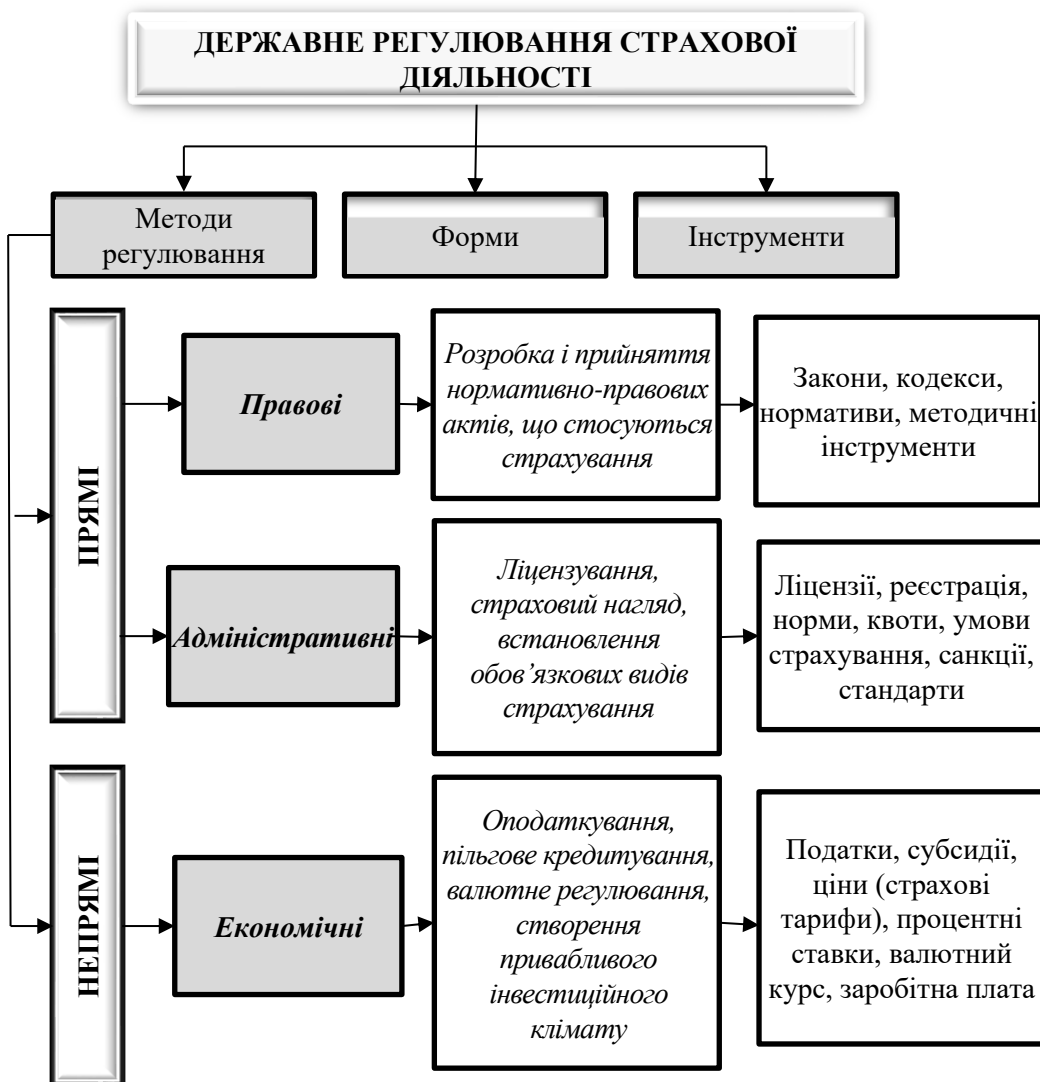 ДЕРЖАВНЕ РЕГУЛЮВАННЯ СТРАХОВОЇ
ДІЯЛЬНОСТІ
Методи
регулювання
Форми
Інструменти
ПРЯМІ
Правові
Розробка і прийняття
нормативно-правових
актів, що стосуються
страхування
Закони, кодекси,
нормативи, методичні
інструменти
Адміністративні
Ліцензування,
страховий нагляд,
встановлення
обов’язкових видів
страхування
Ліцензії, реєстрація,
норми, квоти, умови
страхування, санкції,
стандарти
НЕПРЯМІ
Економічні
Оподаткування,
пільгове кредитування,
валютне регулювання,
створення
привабливого
інвестиційного
клімату
Податки, субсидії,
ціни (страхові
тарифи), процентні
ставки, валютний
курс, заробітна плата